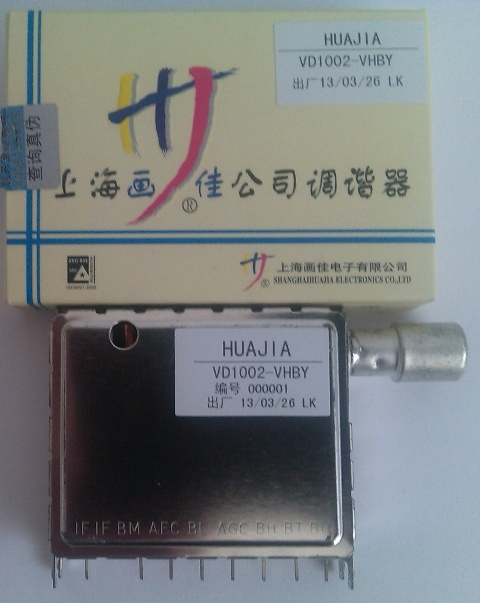 HUAJIA
VD1002-VHBY
出厂 13/03/26 LK
查询真伪
上海画佳公司调谐器
®
上海画佳电子有限公司
® SHANGHAIHUAJIA ELECTRONICS CO.,LTD
HUAJIA
VD1002-VHBY
编号 000001
出厂 13/03/26 LK
IF IF BM AFC BL AGC BH BT BU